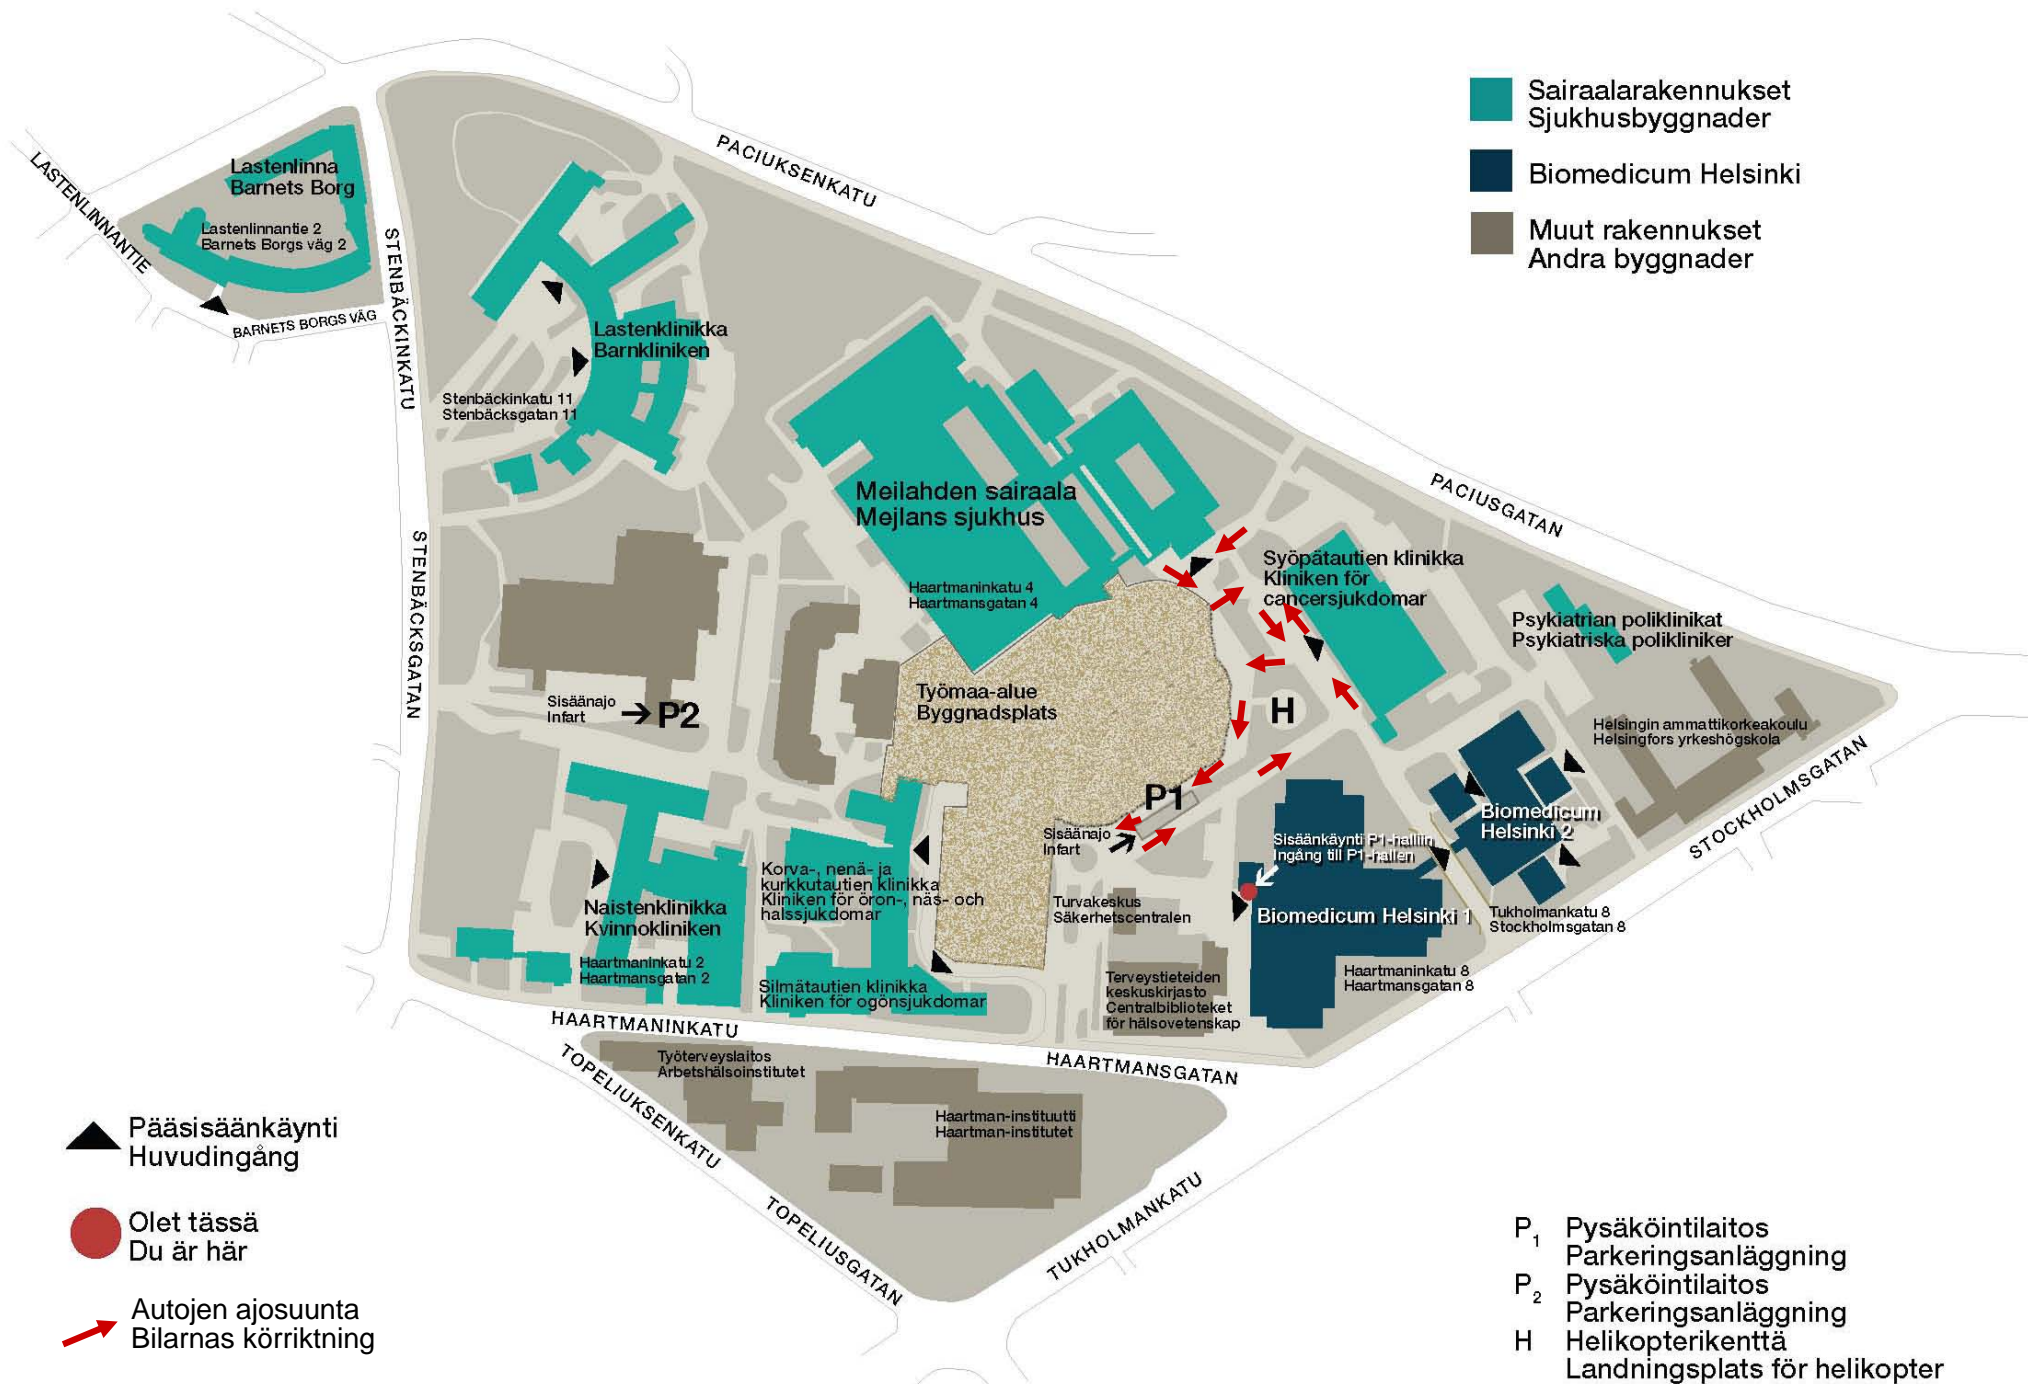 Sairaalarakennukset
Sjukhusbyggnader
Biomedicum Helsinki
Muut rakennukset
Andra byggnader
PACIUKSENKATU
LASTENLINNANTIE
Lastenlinna
Barnets Borg
Lastenlinnantie 2
Barnets Borgs väg 2
BARNETS BORGS VÄG
STENBÄCKINKATU
Lastenklinikka
Barnkliniken
Stenbäckinkatu 11
Stenbäcksgatan 11
Meilahden sairaala
Mejlans sjukhus
Haartmaninkatu 4
Haartmansgatan 4
PACIUSGATAN
Syöpätautien klinikka
Kliniken för
cancersjukdomar
Psykiatrian poliklinikat
Psykiatriska polikliniker
STENBÄCKSGATAN
Sisäänajo
Infart
P2
Työmaa-alue
Byggnadsplats
H
Helsingin ammattikorkeakoulu
Helsingfors yrkeshögskola
STOCKHOLMSGATAN
P1
Sisäänajo
Infart
Sisäänkäynti P1-halliin
Ingång till P1-hallen
Biomedicum
Helsinki 2
Korva-, nenä- ja
kurkkutautien klinikka
Kliniken för öron-, näs- och
halssjukdomar
Naistenklinikka
Kvinnokliniken
Haartmaninkatu 2
Haartmansgatan 2
Turvakeskus
Säkerhetscentralen
Biomedicum Helsinki 1
Tukholmankatu 8
Stockholmsgatan 8
Silmätautien klinikka
Kliniken för ogönsjukdomar
Terveystieteiden
keskuskirjasto
Centralbiblioteket
för hälsovetenskap
Haartmaninkatu 8
Haartmansgatan 8
HAARTMANINKATU
HAARTMANSGATAN
TOPELIUKSENKATU
Työterveyslaitos
Arbetshälsoinstitutet
Haartman-instituutti
Haartman-institutet
TOPELIUSGATAN
TUKHOLMANKATU
Pääsisäänkäynti
Huvudingång
Olet tässä
Du är här
Autojen ajosuunta
Bilarnas körriktning
P1 Pysäköintilaitos
Parkeringsanläggning
P2 Pysäköintilaitos
Parkeringsanläggning
H Helikopterikenttä
Landningsplats för helikopter